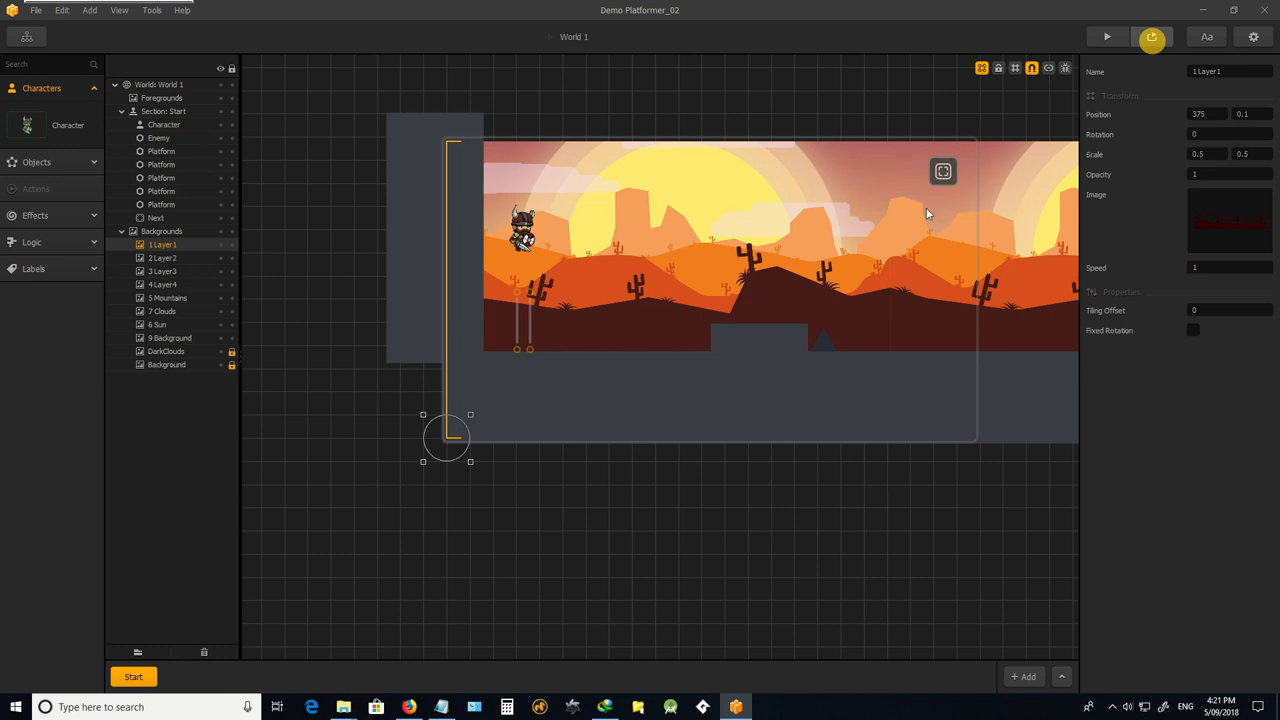 File Edit Add View Tools Help
Demo Platformer_02
World 1
Aa
Search
Characters
Character
Objects
Actions
Effects
Logic
Labels
World: World 1
Foregrounds
Section: Start
Character
Enemy
Platform
Platform
Platform
Platform
Platform
Next
Backgrounds
1 Layer1
2 Layer2
3 Layer3
4 Layer4
5 Mountains
7 Clouds
6 Sun
9 Background
DarkClouds
Background
Name 1 Layer1
Transform
Position 375 0.1
Rotation 0
Scale 0.5 0.5
Opacity 1
Image
Speed 1
Properties
Tiling Offset 0
Fixed Rotation
Start
+ Add
Type here to search
ENG
4:21 PM
5/09/2018